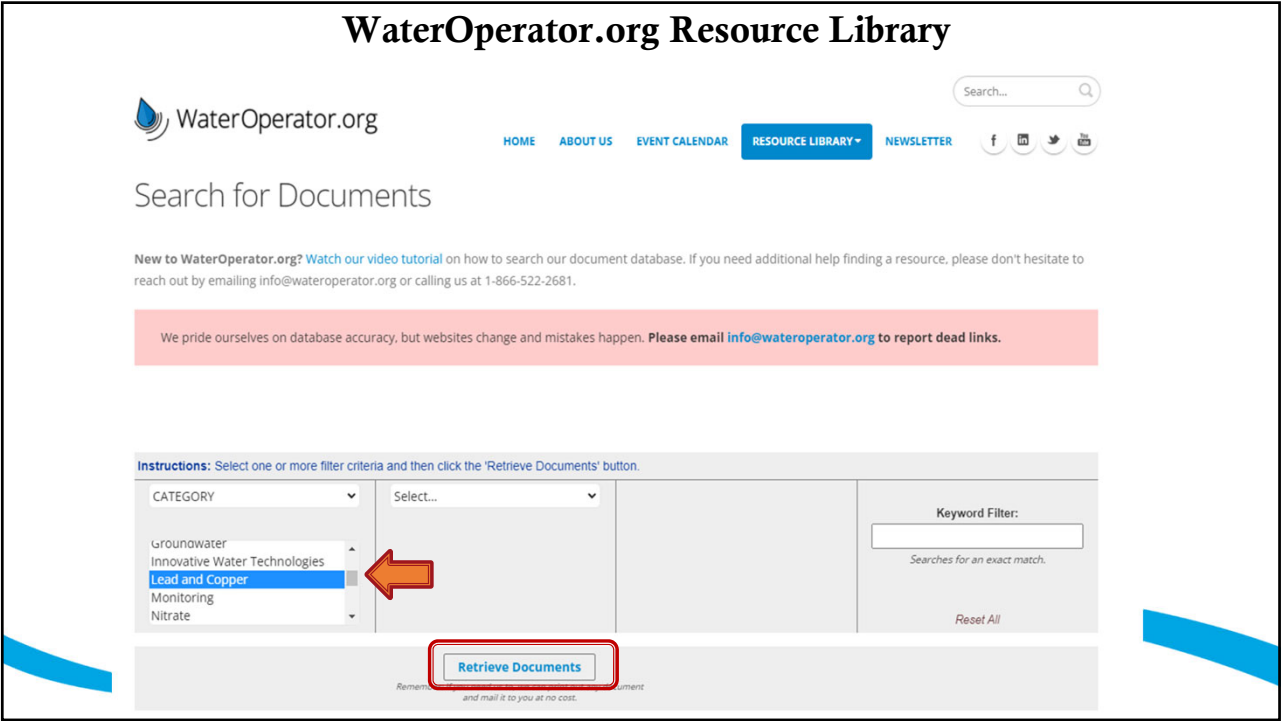 WaterOperator.org Resource Library
Search...
WaterOperator.org
HOME ABOUT US EVENT CALENDAR RESOURCE LIBRARY NEWSLETTER
Search for Documents
New to WaterOperator.org? Watch our video tutorial on how to search our document database. If you need additional help finding a resource, please don't hesitate to
reach out by emailing info@wateroperator.org or calling us at 1-866-522-2681.
We pride ourselves on database accuracy, but websites change and mistakes happen. Please email info@wateroperator.org to report dead links.
Instructions: Select one or more filter criteria and then click the 'Retrieve Documents' button.
CATEGORY
Select...
Keyword Filter:
Groundwater
Innovative Water Technologies
Lead and Copper
Monitoring
Nitrate
Searches for an exact match.
Reset All
Retrieve Documents
and mail it to you at no cost.